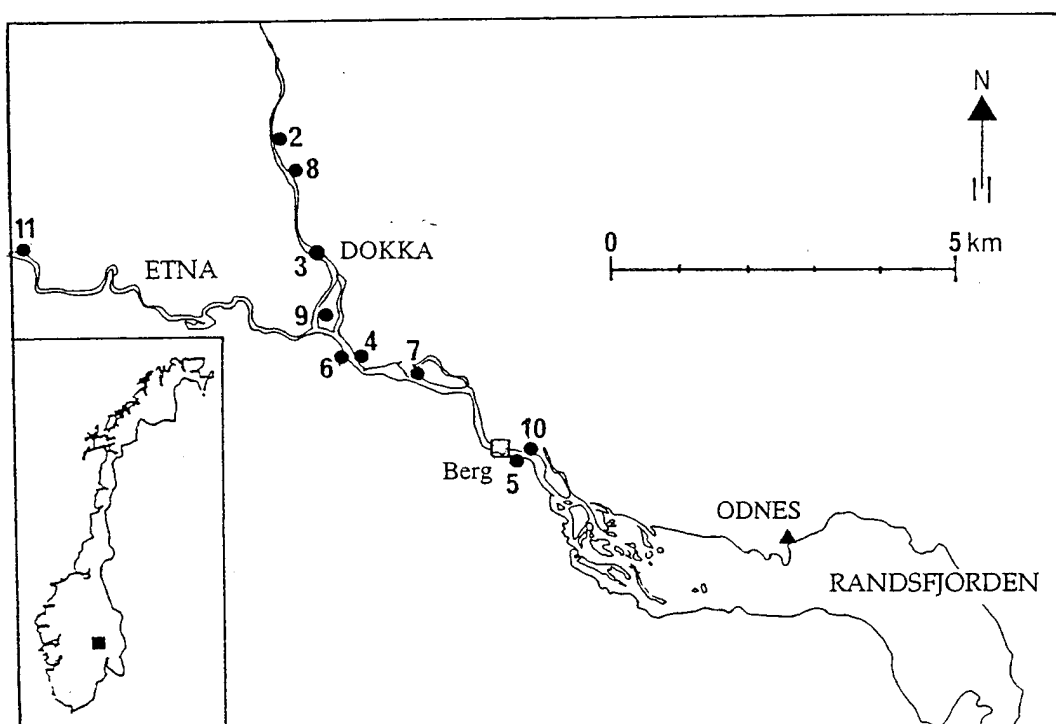 N
2
8
0 5 km
11
ETNA
3
DOKKA
9
6
4
7
10
Berg
5
ODNES
RANDSFJORDEN